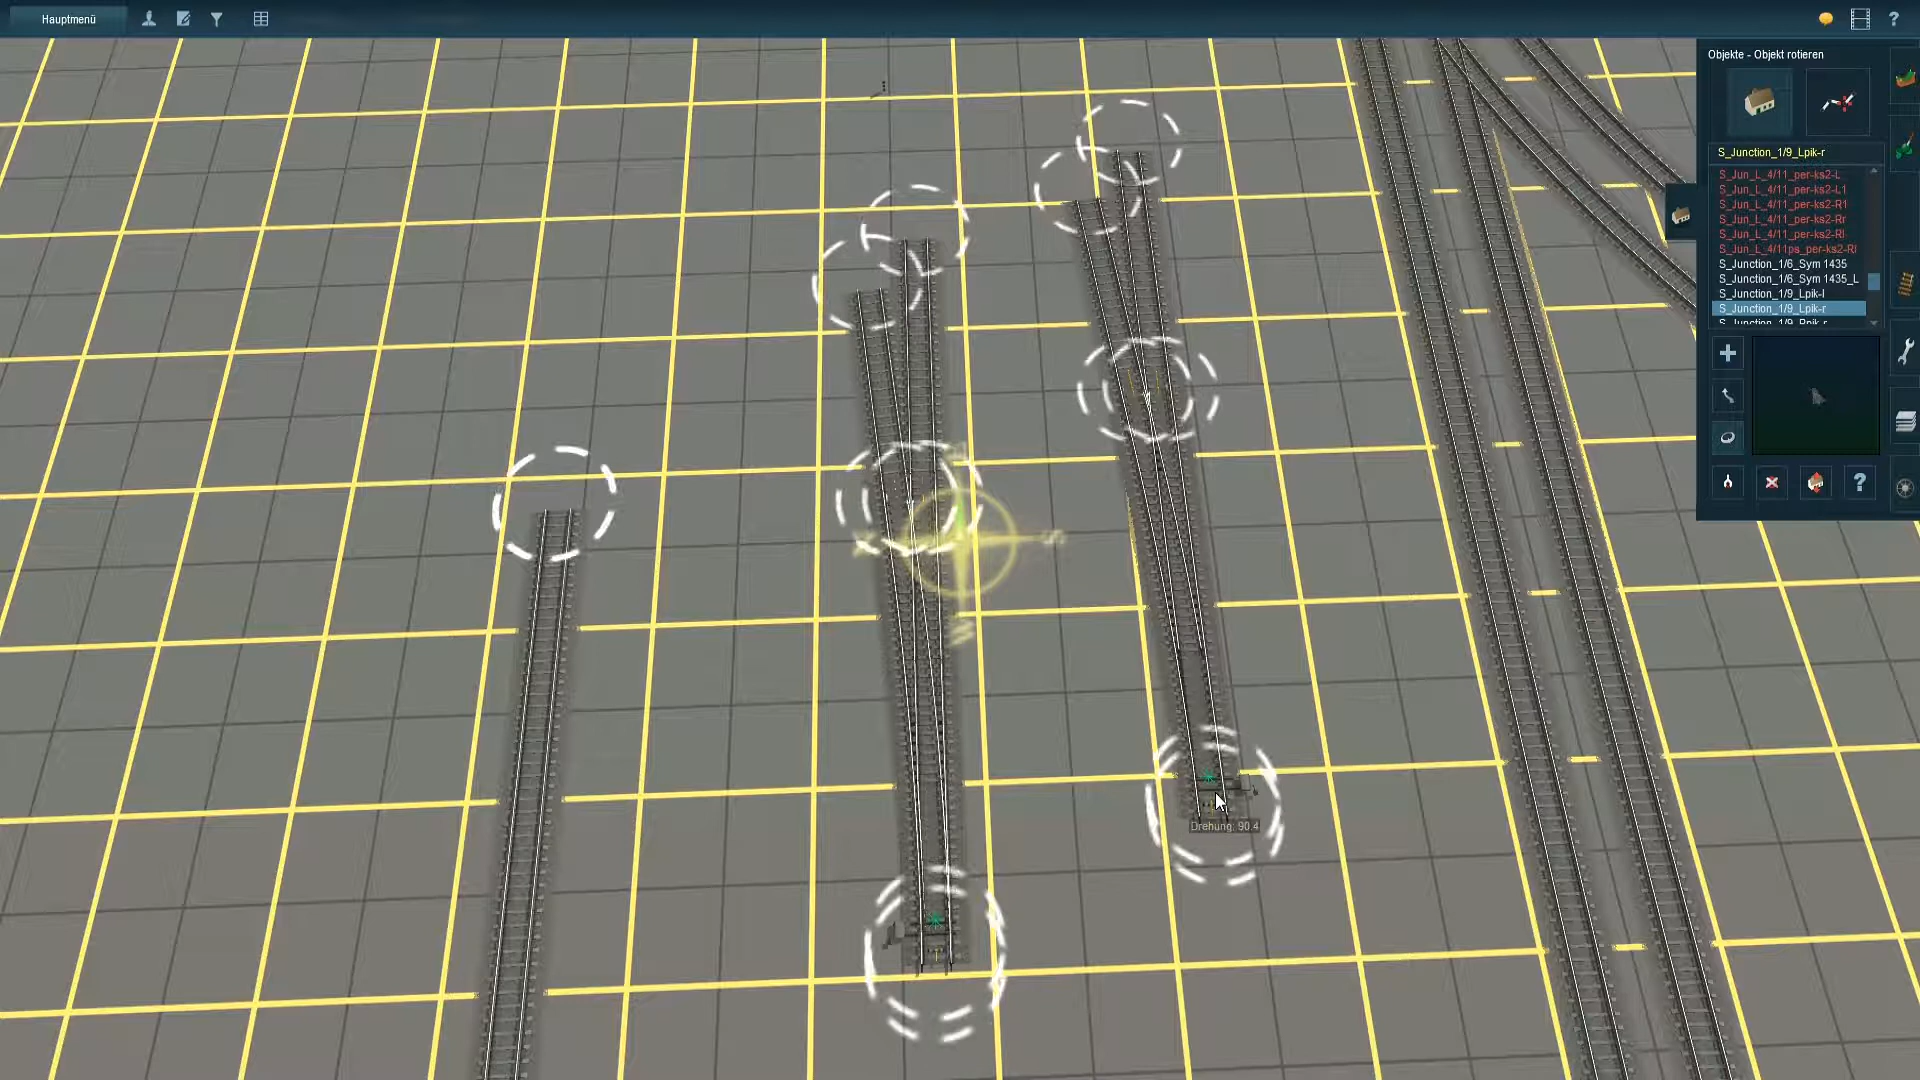 Hauptmenü
?
Objekte - Objekt rotieren
S_Junction_1/9_Lpik-r
S_Jun_L_4/11_per-ks2-L
S_Jun_L_4/11_per-ks2-L1
S_Jun_L_4/11_per-ks2-R1
S_Jun_L_4/11_per-ks2-Rr
S_Jun_L_4/11_per-ks2-Rl
S_Jun_L_4/11ps_per-ks2-Rl
S_Junction_1/6_Sym 1435
S_Junction_1/6_Sym 1435_L
S_Junction_1/9_Lpik-l
S_Junction_1/9_Lpik-r
S_Junction_1/9_Rpik-r
?
S
W
Drehung: 90.4